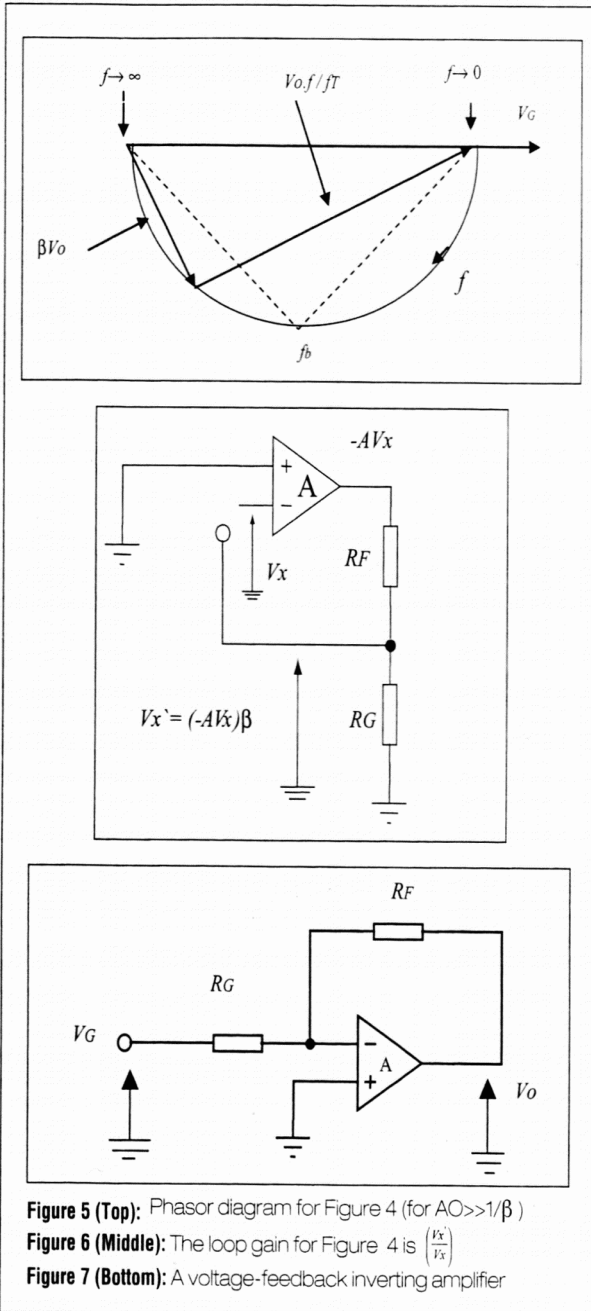 f→∞
Vo.f/fT
f→0
VG
βVo
f
fb
-AVx
+
A
−
Vx
RF
Vx`= (-AVx)β
RG
RF
RG
VG
−
A
+
Vo
Figure 5 (Top): Phasor diagram for Figure 4 (for AO>>1/β )
Figure 6 (Middle): The loop gain for Figure 4 is (Vx'/Vx)
Figure 7 (Bottom): A voltage-feedback inverting amplifier